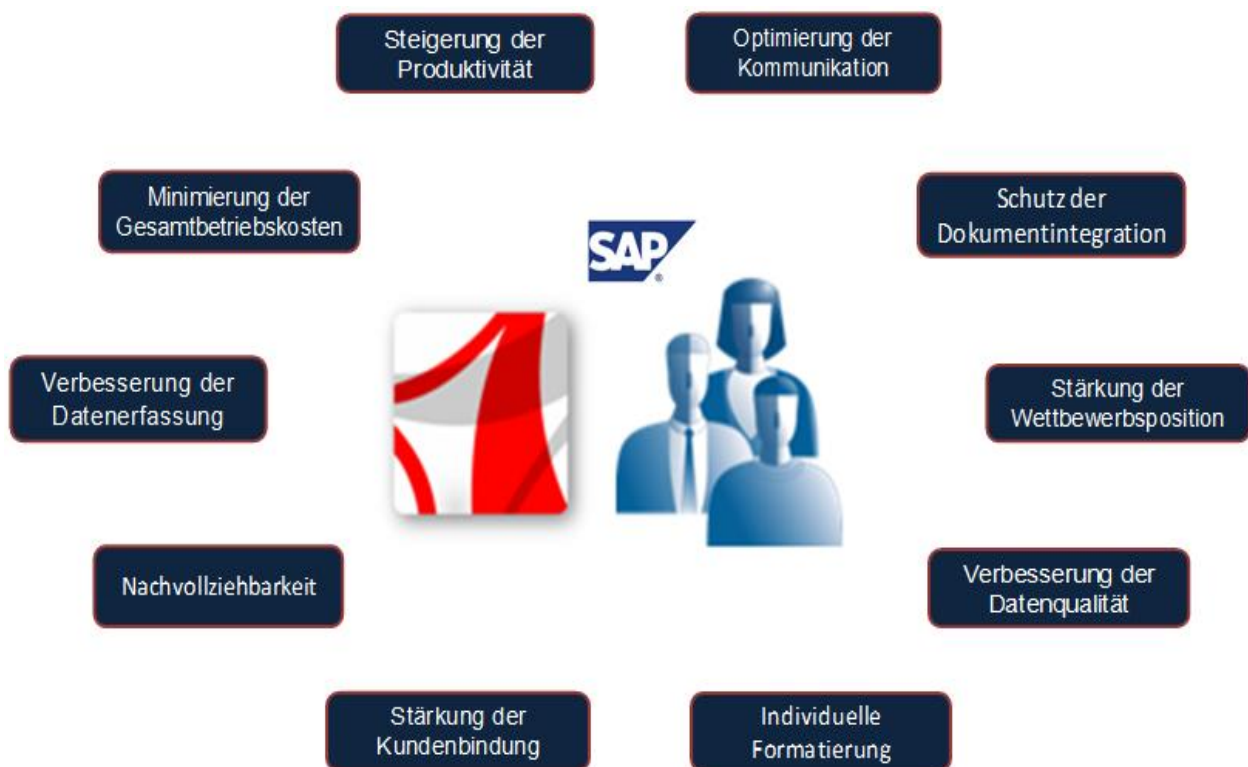 Steigerung der
Produktivität
Optimierung der
Kommunikation
Minimierung der
Gesamtbetriebskosten
Schutz der
Dokumentintegration
SAP
®
Verbesserung der
Datenerfassung
Stärkung der
Wettbewerbsposition
Nachvollziehbarkeit
Verbesserung der
Datenqualität
Stärkung der
Kundenbindung
Individuelle
Formatierung